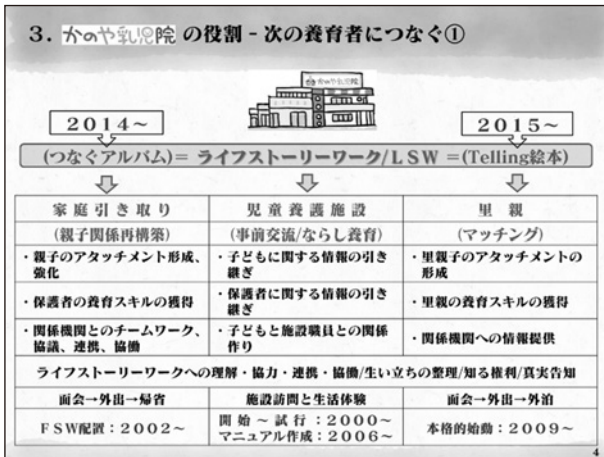 3. かのや乳児院 の役割 - 次の養育者につなぐ①
かのや乳児院
2014～
2015～
(つなぐアルバム)= ライフストーリーワーク/LSW =(Telling絵本)
家庭引き取り
児童養護施設
里親
(親子関係再構築)
(事前交流/ならし養育)
(マッチング)
・親子のアタッチメント形成、
強化
・子どもに関する情報の引き
継ぎ
・里親子のアタッチメントの
形成
・保護者の養育スキルの獲得
・保護者に関する情報の引き
継ぎ
・里親の養育スキルの獲得
・関係機関とのチームワーク、
協議、連携、協働
・子どもと施設職員との関係
作り
・関係機関への情報提供
ライフストーリーワークへの理解・協力・連携・協働/生い立ちの整理/知る権利/真実告知
面会→外出→帰省
施設訪問と生活体験
面会→外出→外泊
FSW配置：2002～
開始～試行：2000～
マニュアル作成：2006～
本格的始動：2009～
4